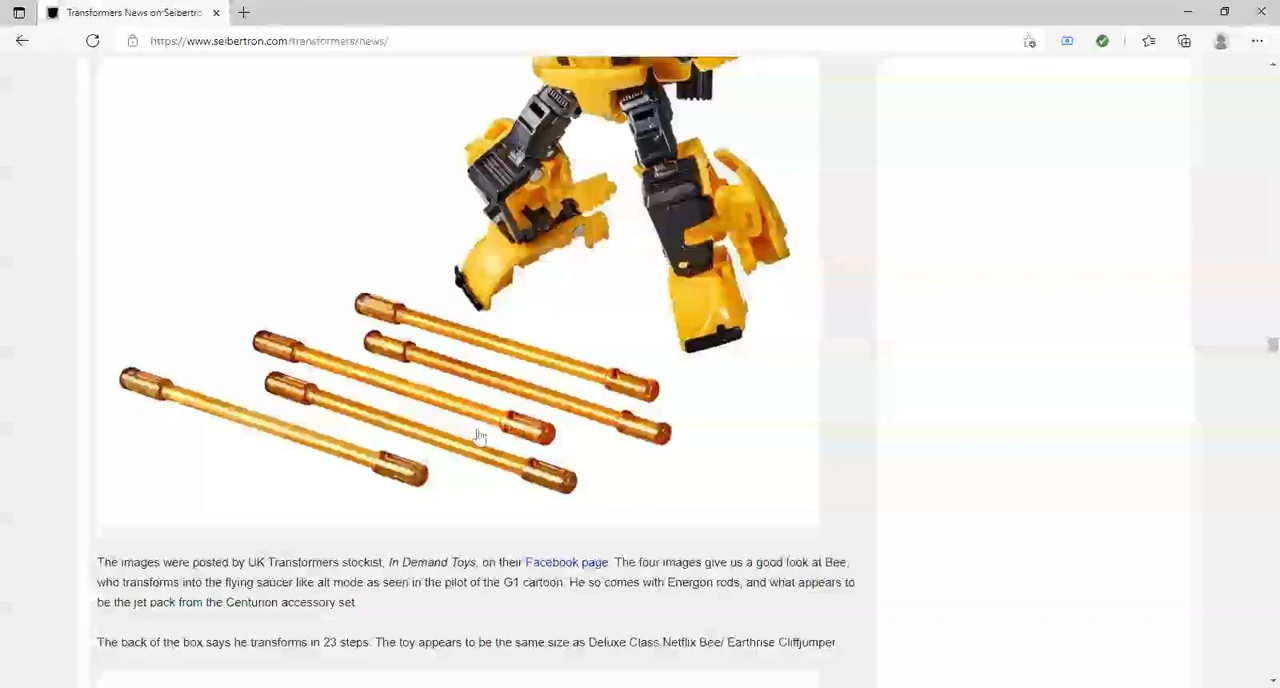 Transformers News on Seibertro
https://www.seibertron.com/transformers/news/
The images were posted by UK Transformers stockist, In Demand Toys, on their Facebook page. The four images give us a good look at Bee,
who transforms into the flying saucer like alt mode as seen in the pilot of the G1 cartoon. He so comes with Energon rods, and what appears to
be the jet pack from the Centurion accessory set.
The back of the box says he transforms in 23 steps. The toy appears to be the same size as Deluxe Class Netflix Bee/ Earthrise Cliffjumper.